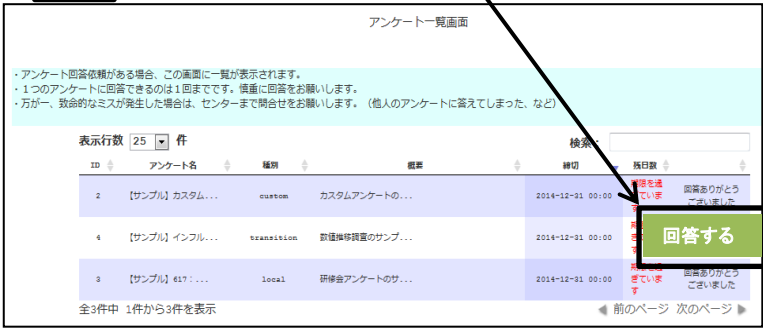 アンケート一覧画面
・アンケート回答依頼がある場合、この画面に一覧が表示されます。
・１つのアンケートに回答できるのは１回までです。慎重に回答をお願いします。
・万が一、致命的なミスが発生した場合は、センターまで問合せをお願いします。（他人のアンケートに答えてしまった、など）
表示行数 25 件 検索：
ID アンケート名 種別 概要 締切 残日数
2 【サンプル】カスタム... custom カスタムアンケートの... 2014-12-31 00:00 回答ありがとう
ございました
4 【サンプル】インフル... transition 数値推移調査のサンプ... 2014-12-31 00:00 回答する
3 【サンプル】617：... local 研修会アンケートのサ... 2014-12-31 00:00 ぎていま
す 回答ありがとう
ございました
全3件中 1件から3件を表示 前のページ 次のページ